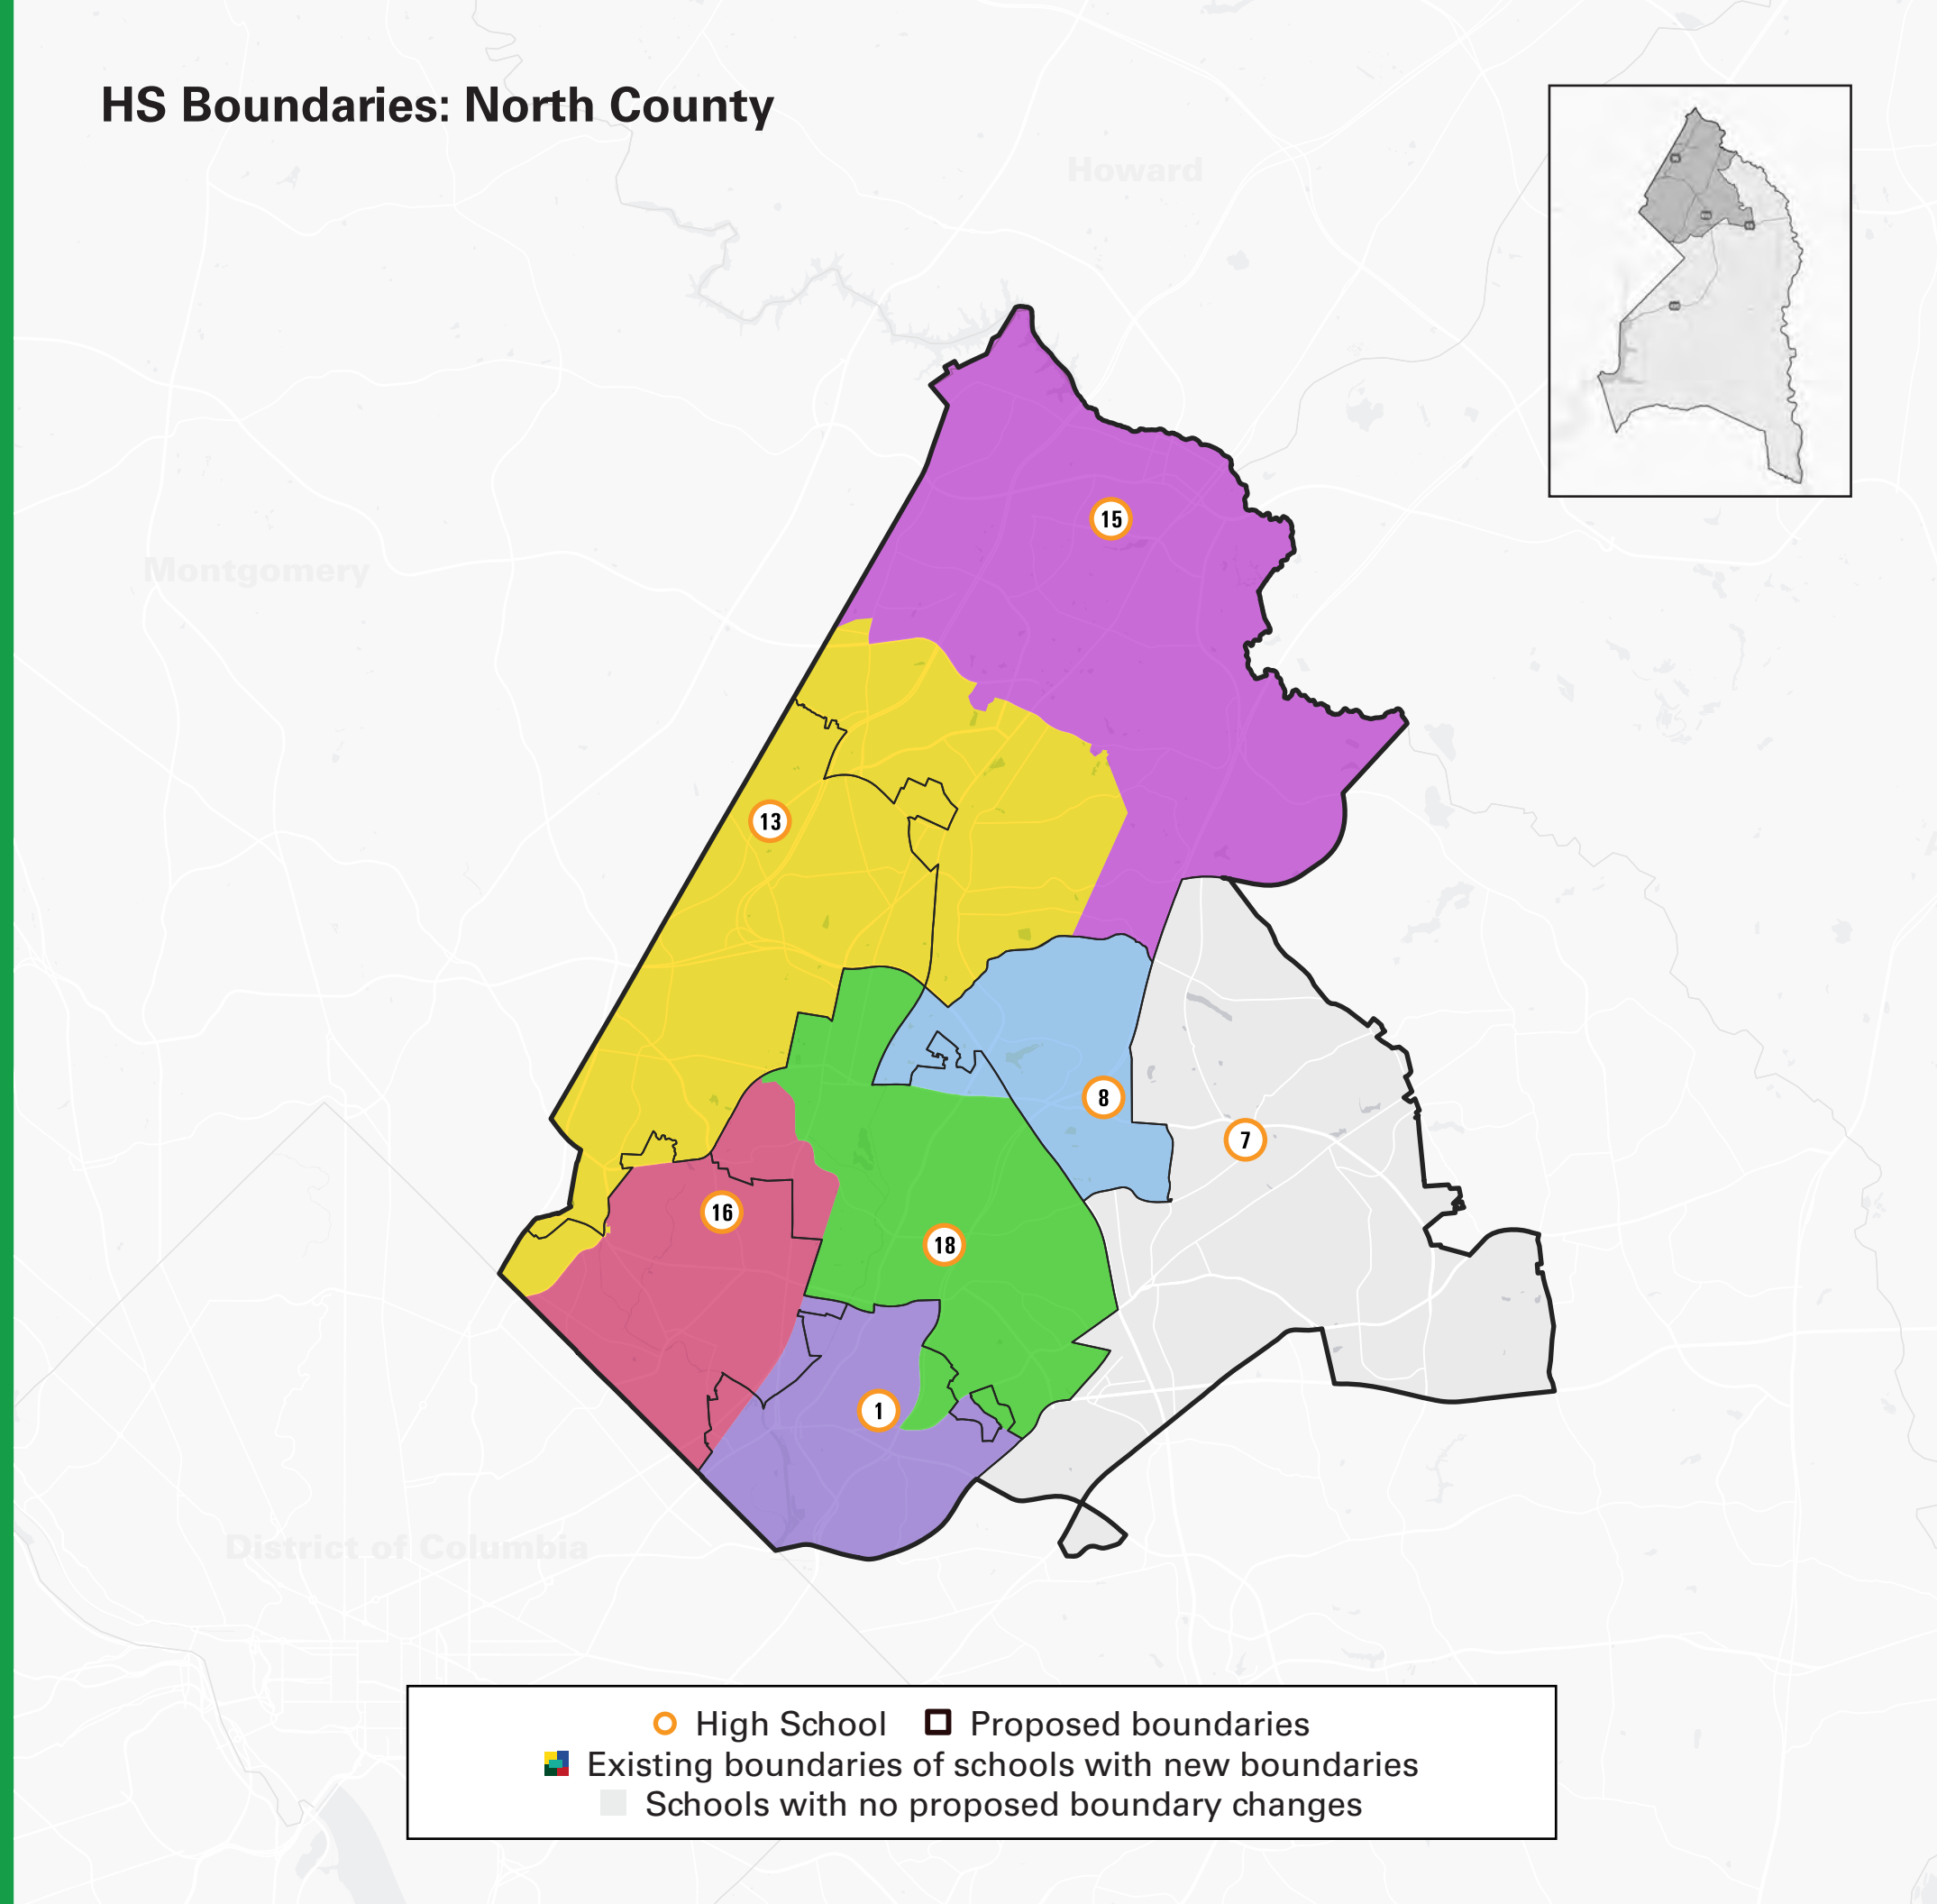 HS Boundaries: North County
Howard
Montgomery
15
13
8
7
16
18
1
District of Columbia
High School
Proposed boundaries
Existing boundaries of schools with new boundaries
Schools with no proposed boundary changes